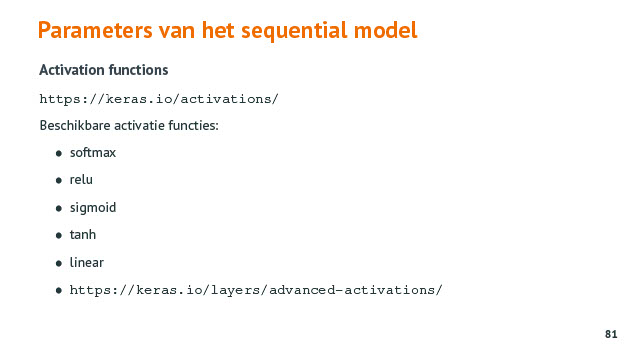 Parameters van het sequential model
Activation functions
https://keras.io/activations/
Beschikbare activatie functies:
• softmax
• relu
• sigmoid
• tanh
• linear
• https://keras.io/layers/advanced-activations/
81